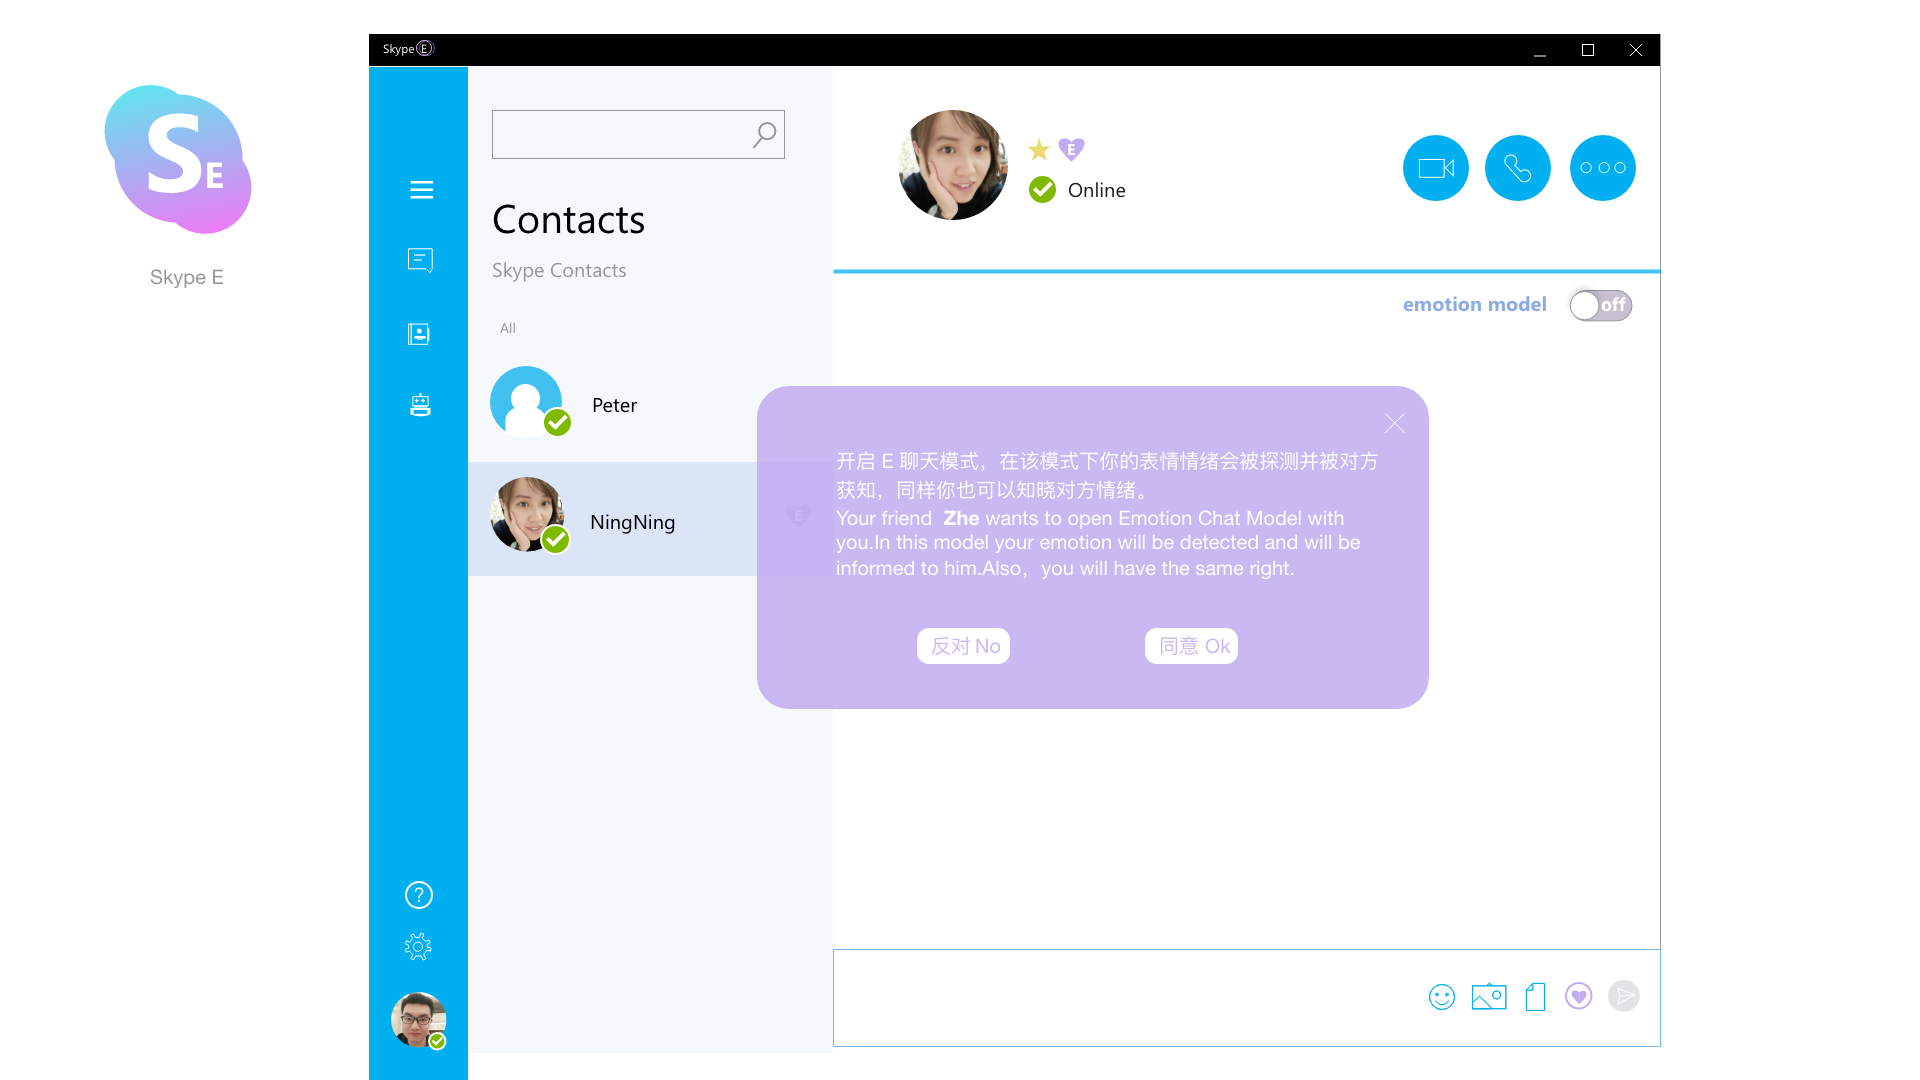 Skype E
SE
Skype E
Contacts
Skype Contacts
All
Peter
NingNing
E
E
Online
emotion model
off
开启 E 聊天模式，在该模式下你的表情情绪会被探测并被对方
获知，同样你也可以知晓对方情绪。
Your friend Zhe wants to open Emotion Chat Model with
you.In this model your emotion will be detected and will be
informed to him.Also，you will have the same right.
反对 No
同意 Ok
?